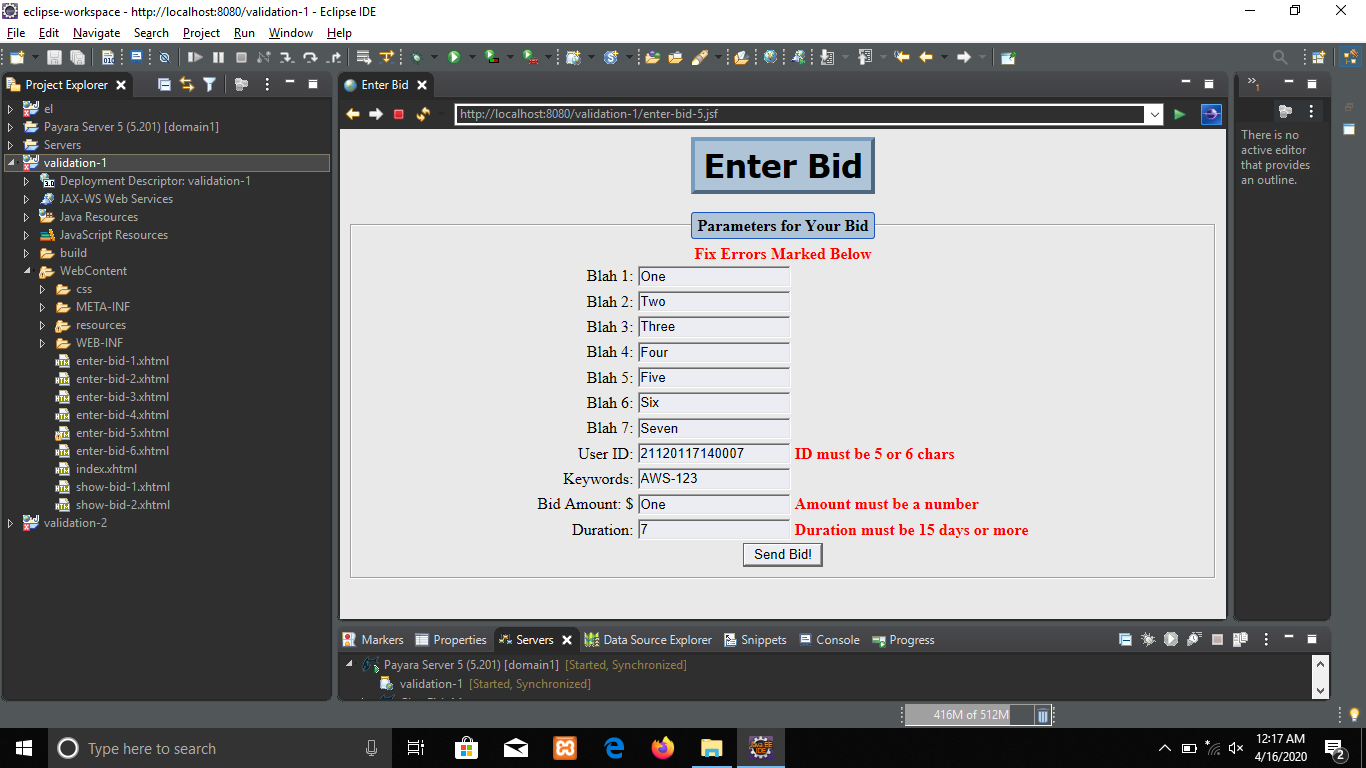 eclipse-workspace - http://localhost:8080/validation-1 - Eclipse IDE
File Edit Navigate Search Project Run Window Help
Project Explorer
el
Payara Server 5 (5.201) [domain1]
Servers
validation-1
Deployment Descriptor: validation-1
JAX-WS Web Services
Java Resources
JavaScript Resources
build
WebContent
css
META-INF
resources
WEB-INF
enter-bid-1.xhtml
enter-bid-2.xhtml
enter-bid-3.xhtml
enter-bid-4.xhtml
enter-bid-5.xhtml
enter-bid-6.xhtml
index.xhtml
show-bid-1.xhtml
show-bid-2.xhtml
validation-2
Enter Bid
http://localhost:8080/validation-1/enter-bid-5.jsf
Enter Bid
Parameters for Your Bid
Fix Errors Marked Below
Blah 1: One
Blah 2: Two
Blah 3: Three
Blah 4: Four
Blah 5: Five
Blah 6: Six
Blah 7: Seven
User ID: 21120117140007 ID must be 5 or 6 chars
Keywords: AWS-123
Bid Amount: $ One Amount must be a number
Duration: 7 Duration must be 15 days or more
Send Bid!
»1
There is no
active editor
that provides
an outline.
Markers Properties Servers Data Source Explorer Snippets Console Progress
Payara Server 5 (5.201) [domain1] [Started, Synchronized]
validation-1 [Started, Synchronized]
416M of 512M
Type here to search
12:17 AM
4/16/2020
2